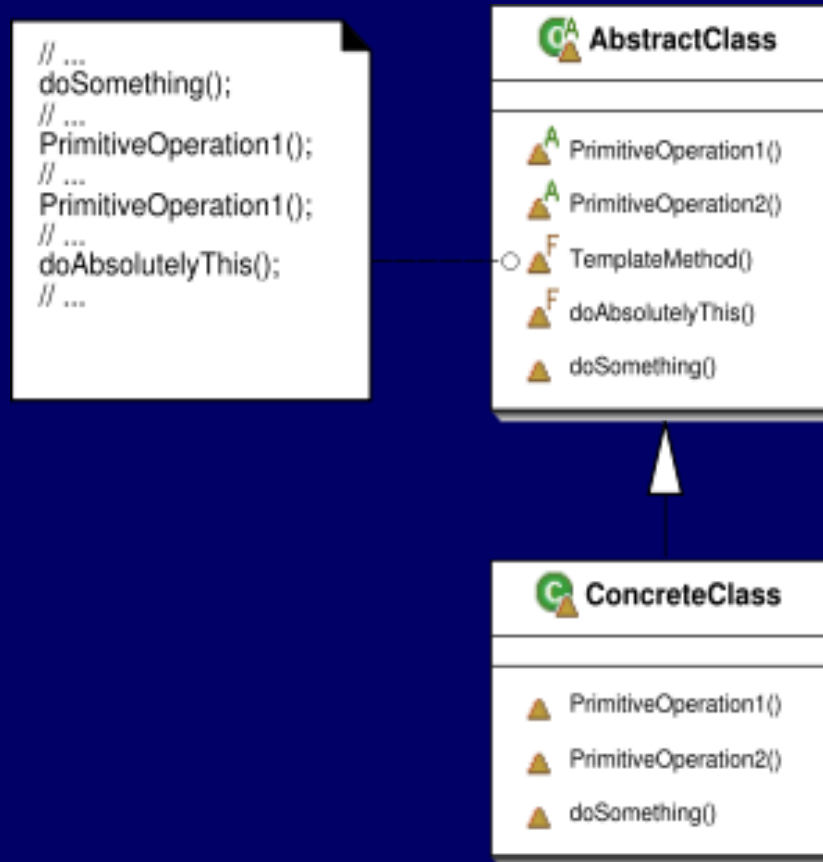 // ...
doSomething();
// ...
PrimitiveOperation1();
// ...
PrimitiveOperation1();
// ...
doAbsolutelyThis();
// ...
C A AbstractClass
A PrimitiveOperation1()
A PrimitiveOperation2()
F TemplateMethod()
F doAbsolutelyThis()
doSomething()
C ConcreteClass
PrimitiveOperation1()
PrimitiveOperation2()
doSomething()